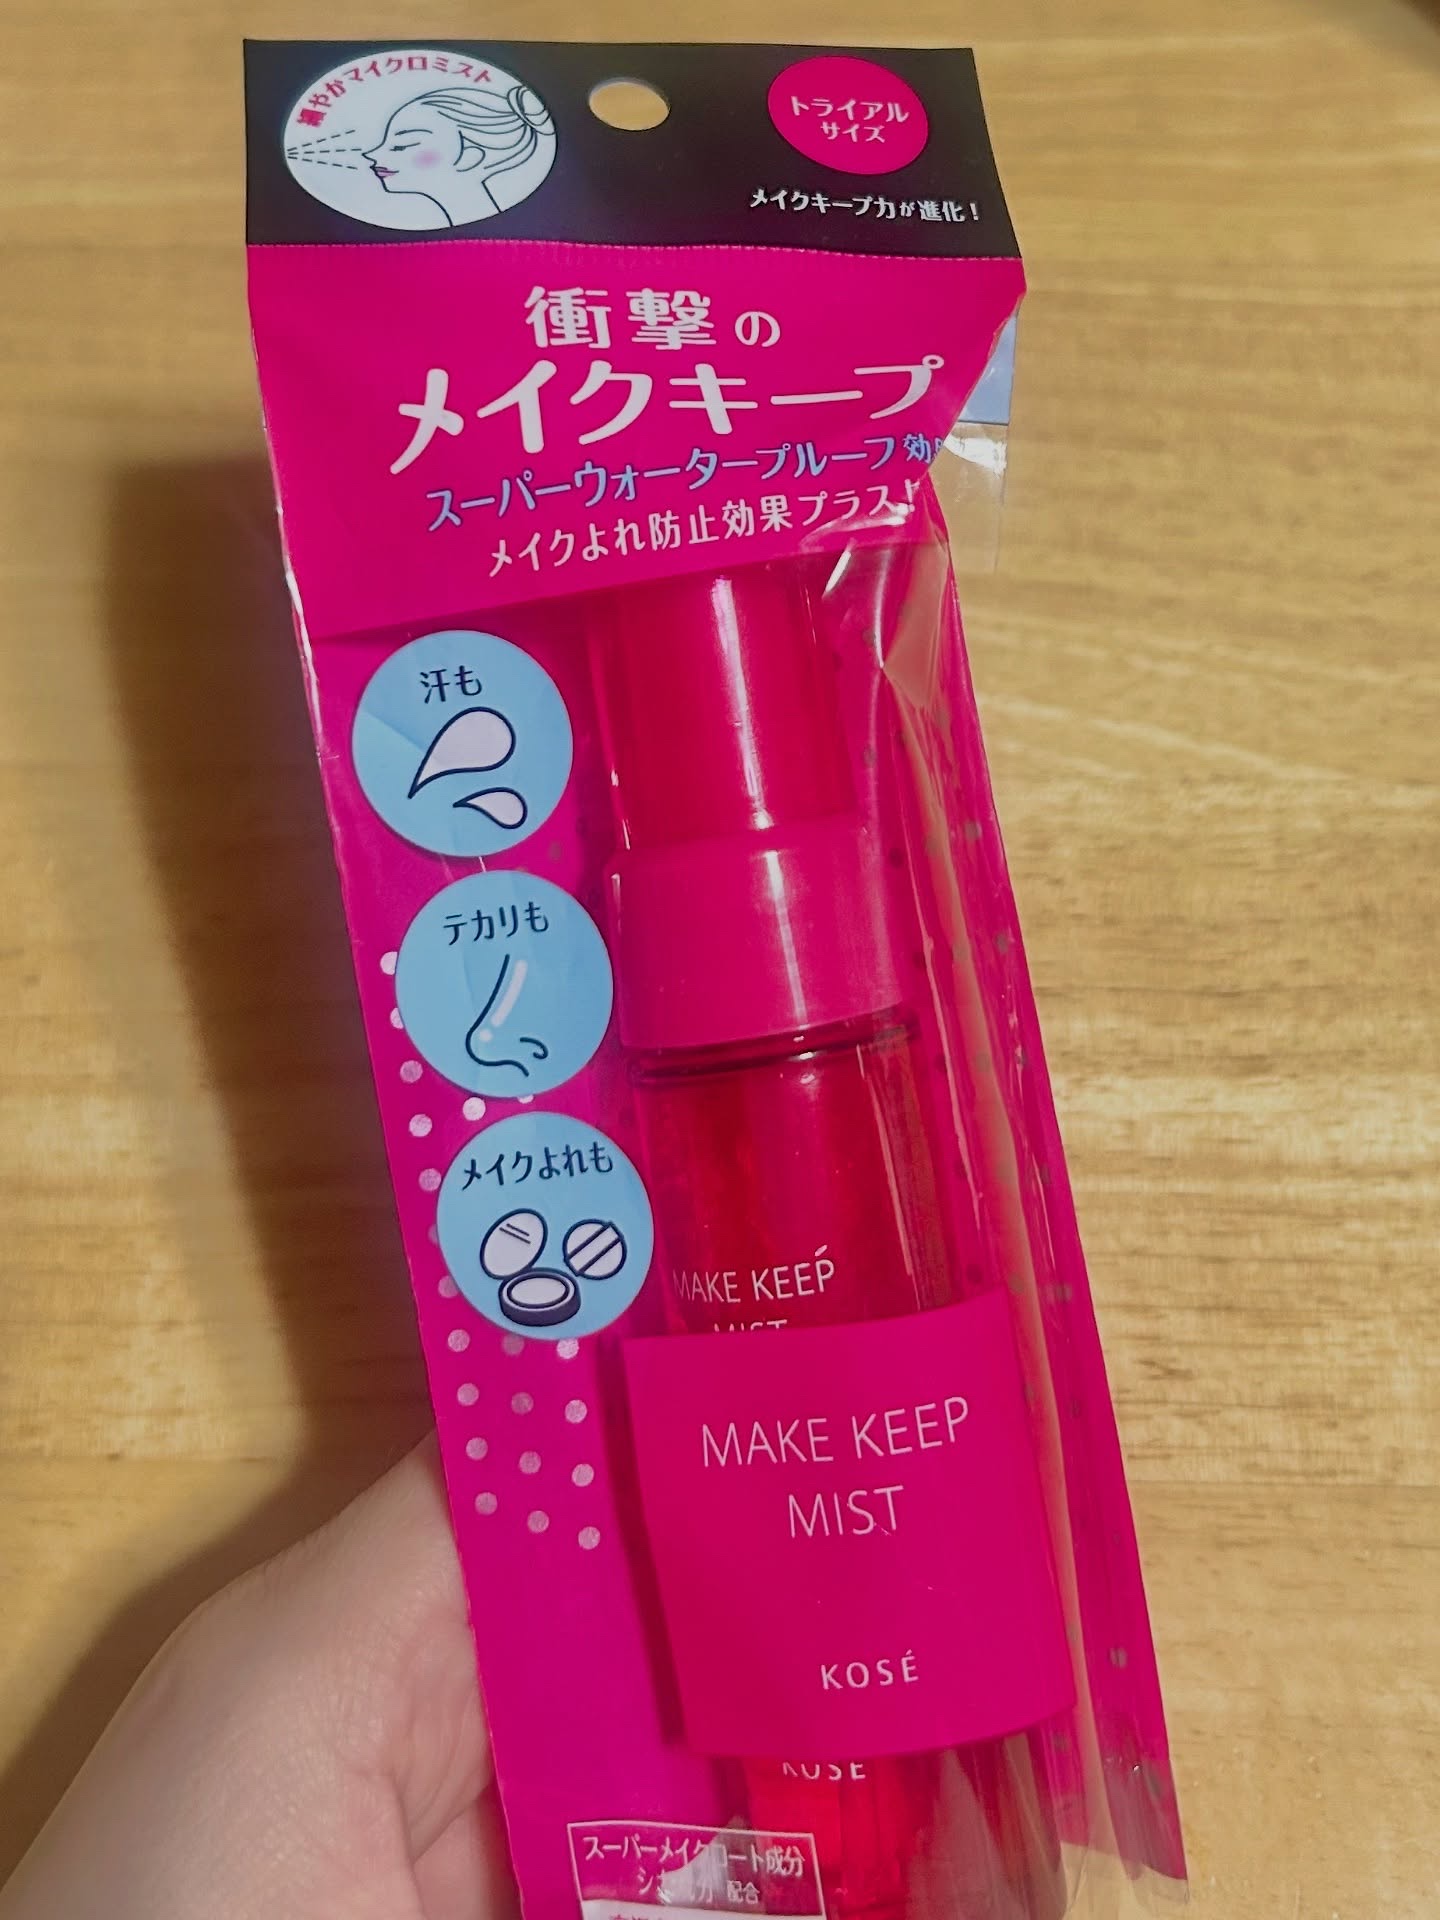 細やかマイクロミスト
トライアル
サイズ
メイクキープ力が進化!
衝撃の
メイクキープ
スーパーウォータープルーフ効
メイクよれ防止効果プラス!
汗も
テカリも
メイクよれも
MAKE KEEP
MIST
MAKE KEEP
MIST
KOSÉ
KOSÉ
スーパーメイクコート成分
配合